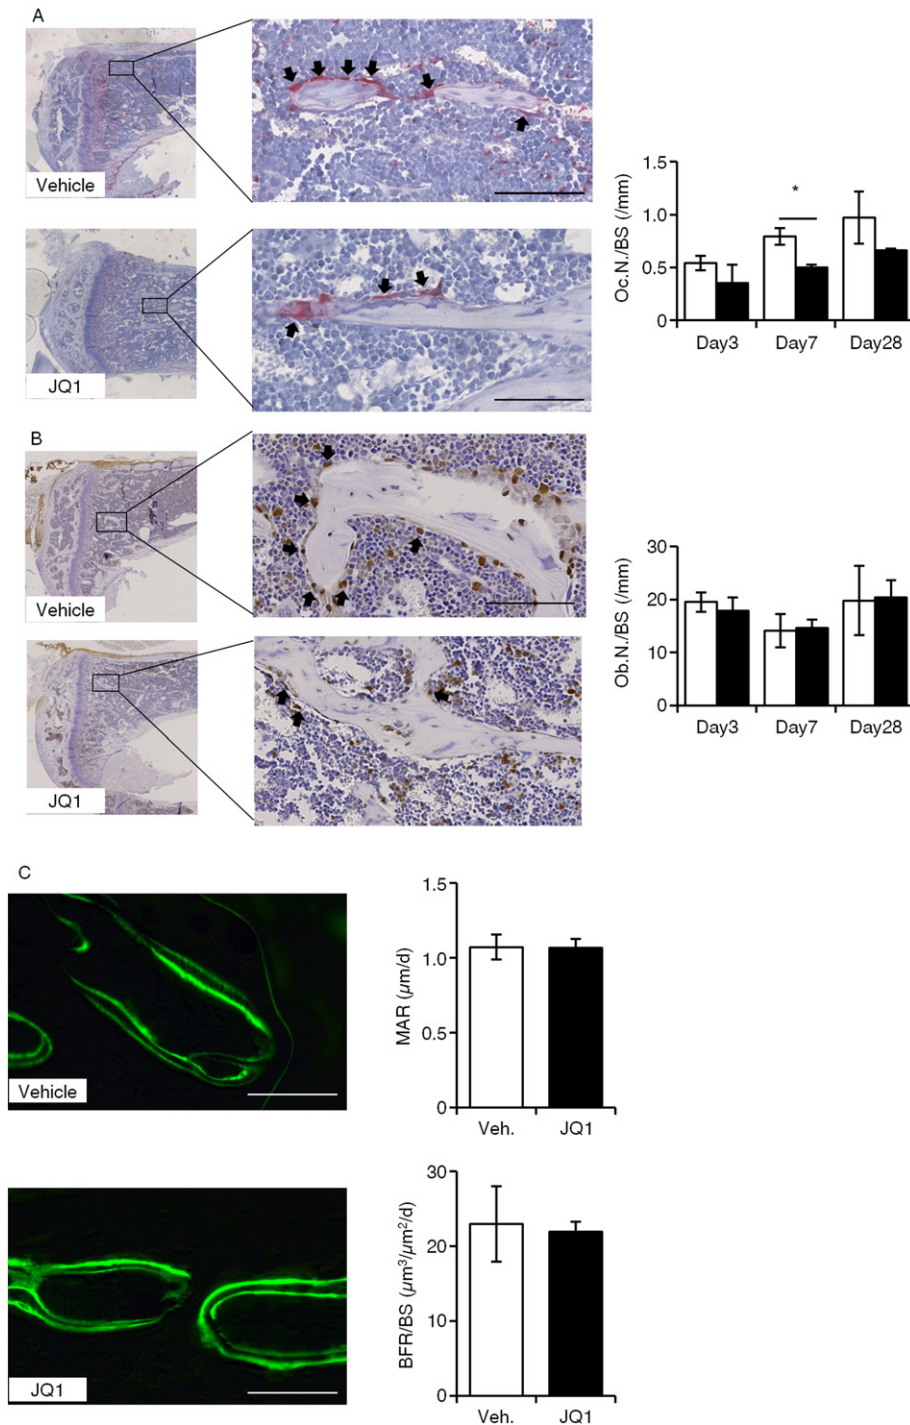 A
Vehicle
JQ1
Oc.N./BS (/mm)
1.5
1.0
0.5
0
*
Day3 Day7 Day28
B
Vehicle
JQ1
Ob.N./BS (/mm)
30
20
10
0
Day3 Day7 Day28
C
Vehicle
MAR (µm/d)
1.5
1.0
0.5
0
Veh. JQ1
JQ1
BFR/BS (µm³/µm²/d)
30
20
10
0
Veh. JQ1